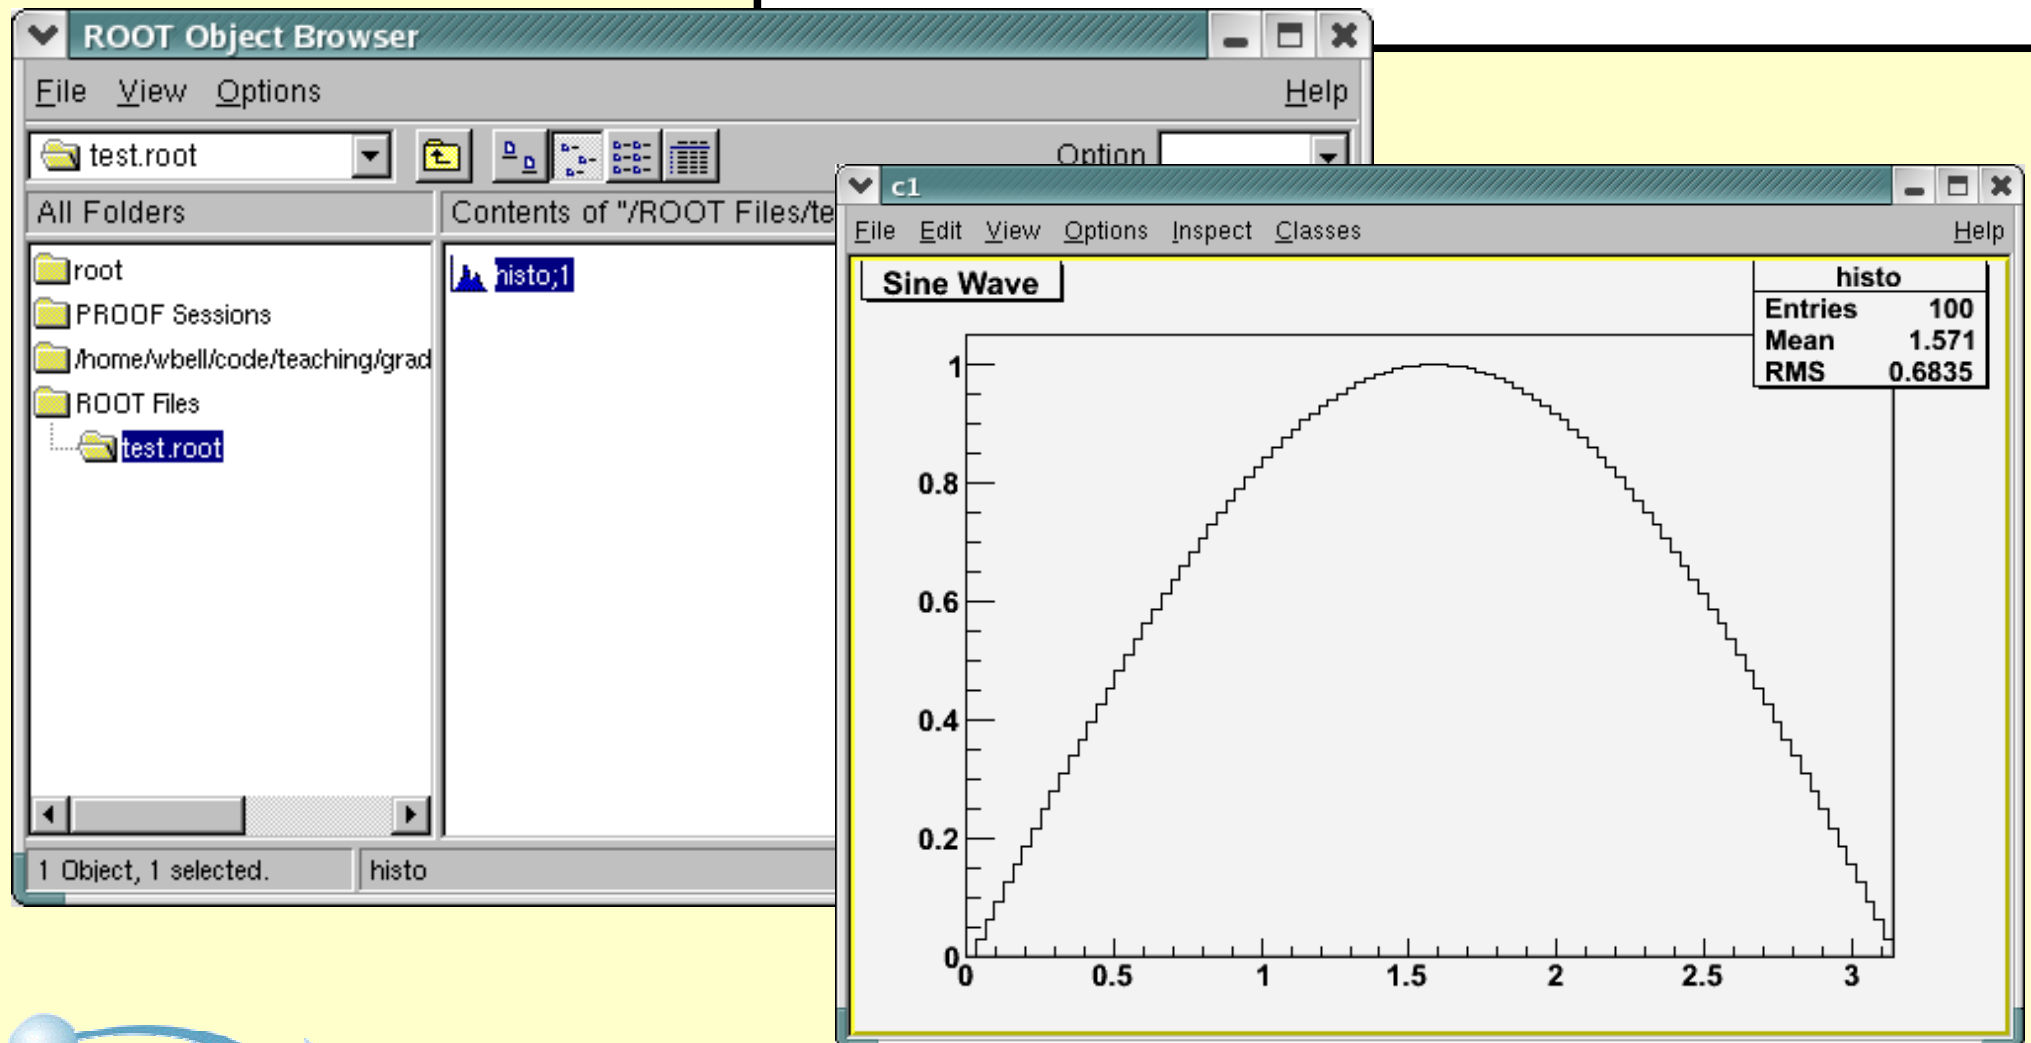 ROOT Object Browser
File View Options Help
test.root
Option
All Folders
Contents of "/ROOT Files/te
root
PROOF Sessions
/home/wbell/code/teaching/grad
ROOT Files
test.root
histo;1
1 Object, 1 selected.
histo
c1
File Edit View Options Inspect Classes Help
Sine Wave
histo
Entries 100
Mean 1.571
RMS 0.6835
1
0.8
0.6
0.4
0.2
0
0 0.5 1 1.5 2 2.5 3